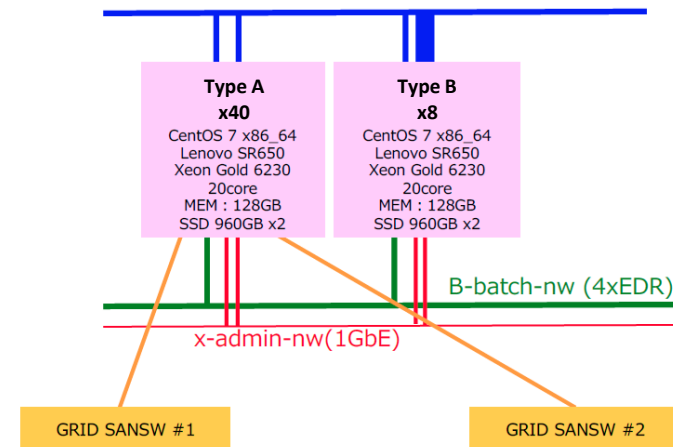 Type A
x40
CentOS 7 x86_64
Lenovo SR650
Xeon Gold 6230
20core
MEM : 128GB
SSD 960GB x2
Type B
x8
CentOS 7 x86_64
Lenovo SR650
Xeon Gold 6230
20core
MEM : 128GB
SSD 960GB x2
B-batch-nw (4xEDR)
x-admin-nw(1GbE)
GRID SANSW #1
GRID SANSW #2